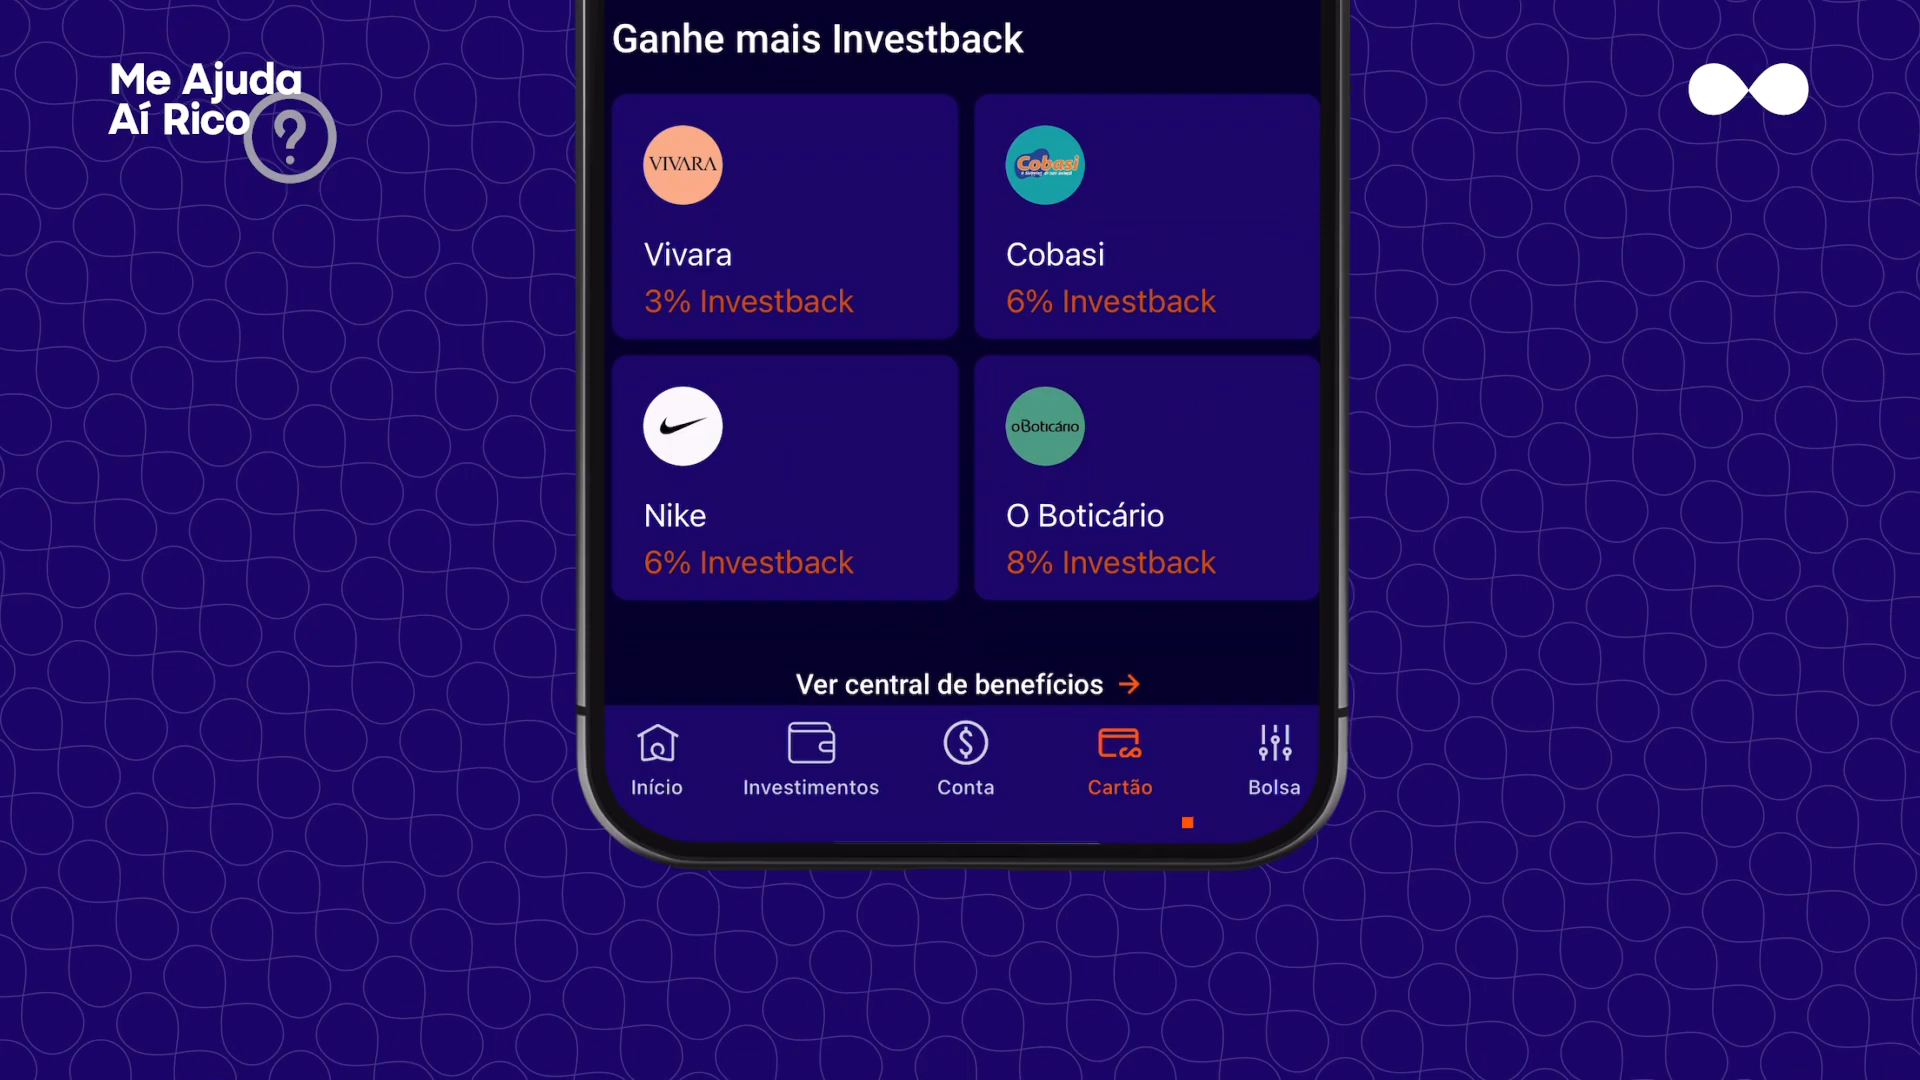 Ganhe mais Investback
Me Ajuda
Aí Rico
?
VIVARA
Cobasi
Vivara
3% Investback
Cobasi
6% Investback
oBoticário
Nike
6% Investback
O Boticário
8% Investback
Ver central de benefícios →
Início
Investimentos
Conta
Cartão
Bolsa